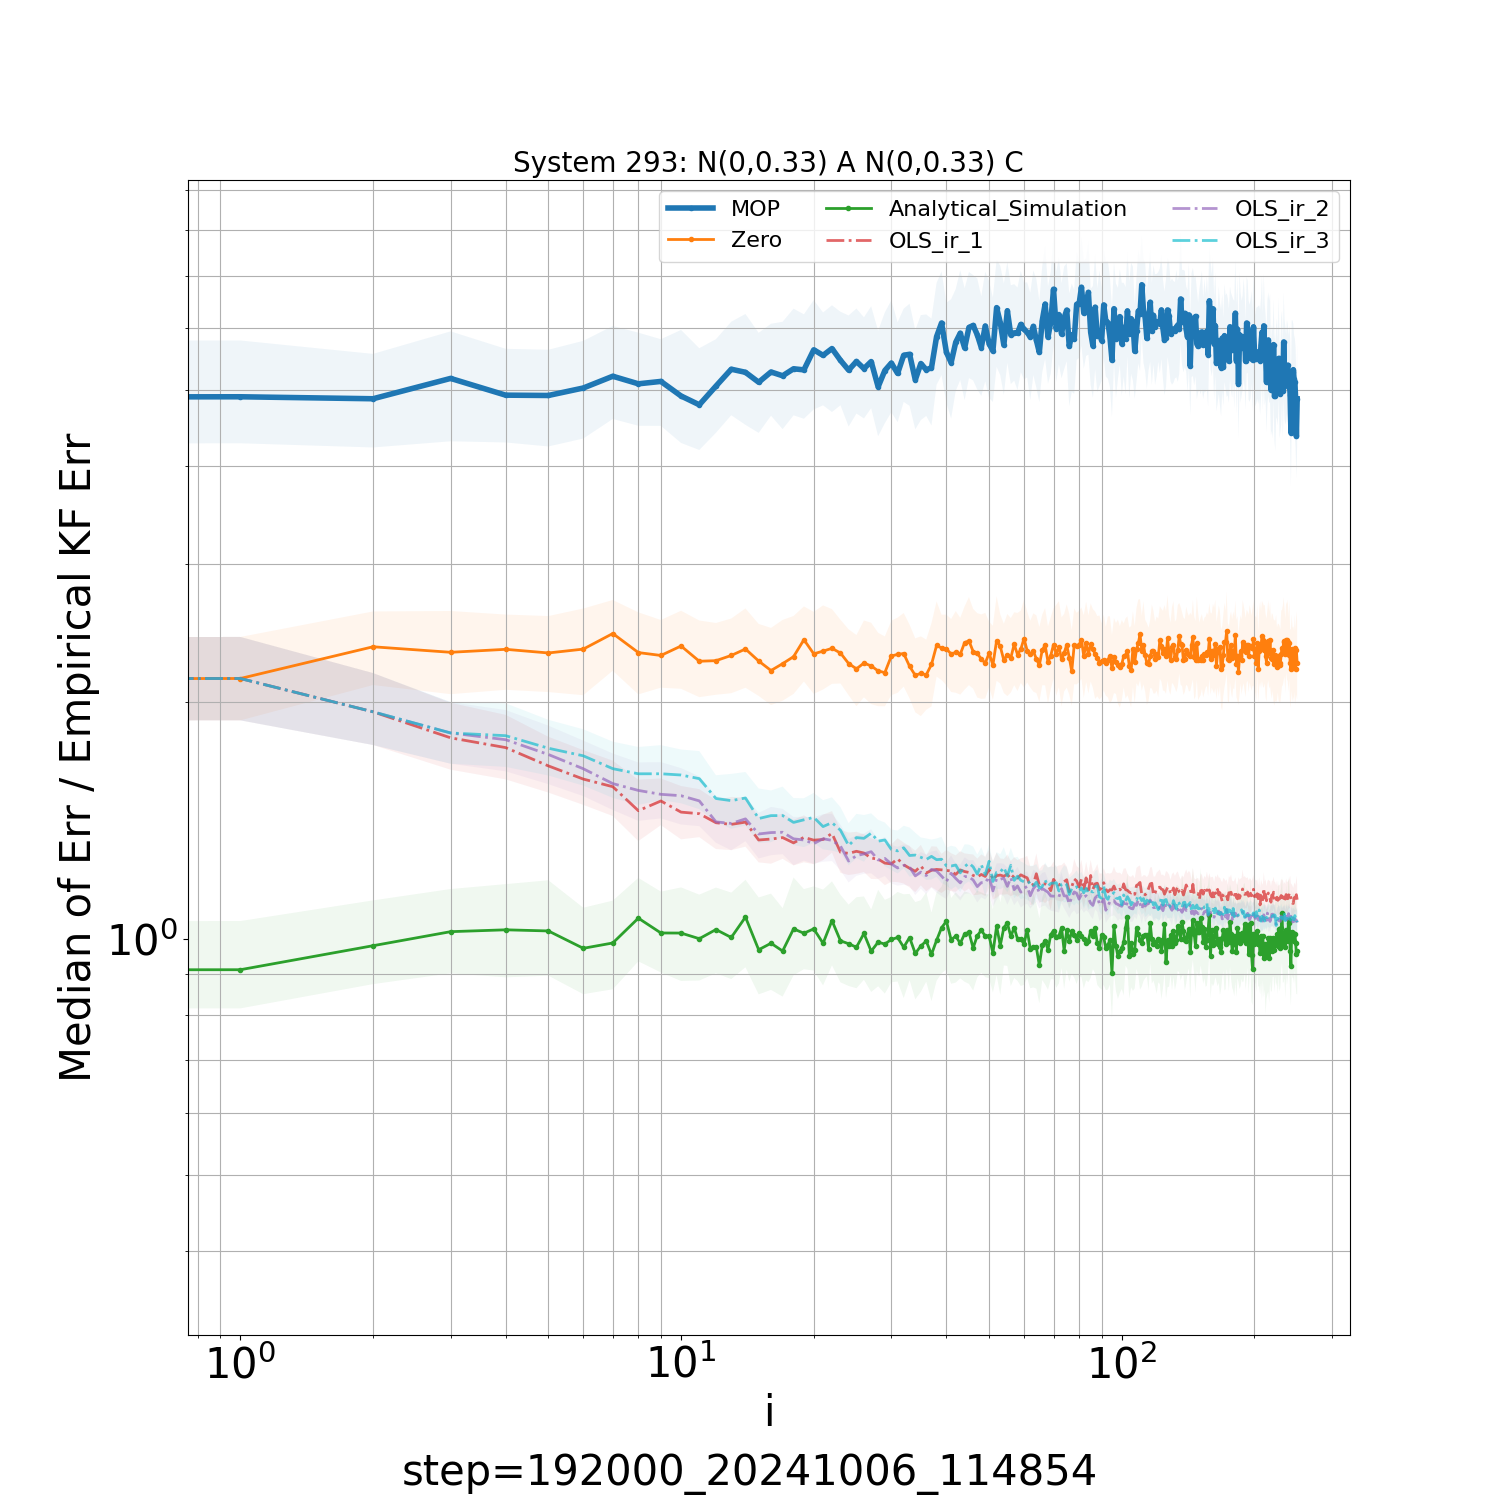 System 293: N(0,0.33) A N(0,0.33) C
MOP
Zero
Analytical_Simulation
OLS_ir_1
OLS_ir_2
OLS_ir_3
Median of Err / Empirical KF Err
10⁰
10⁰ 10¹ 10²
i
step=192000_20241006_114854